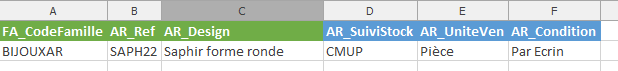 A B C D E F
FA_CodeFamille AR_Ref AR_Design AR_SuiviStock AR_UniteVen AR_Condition
BIJOUXAR SAPH22 Saphir forme ronde CMUP Pièce Par Ecrin